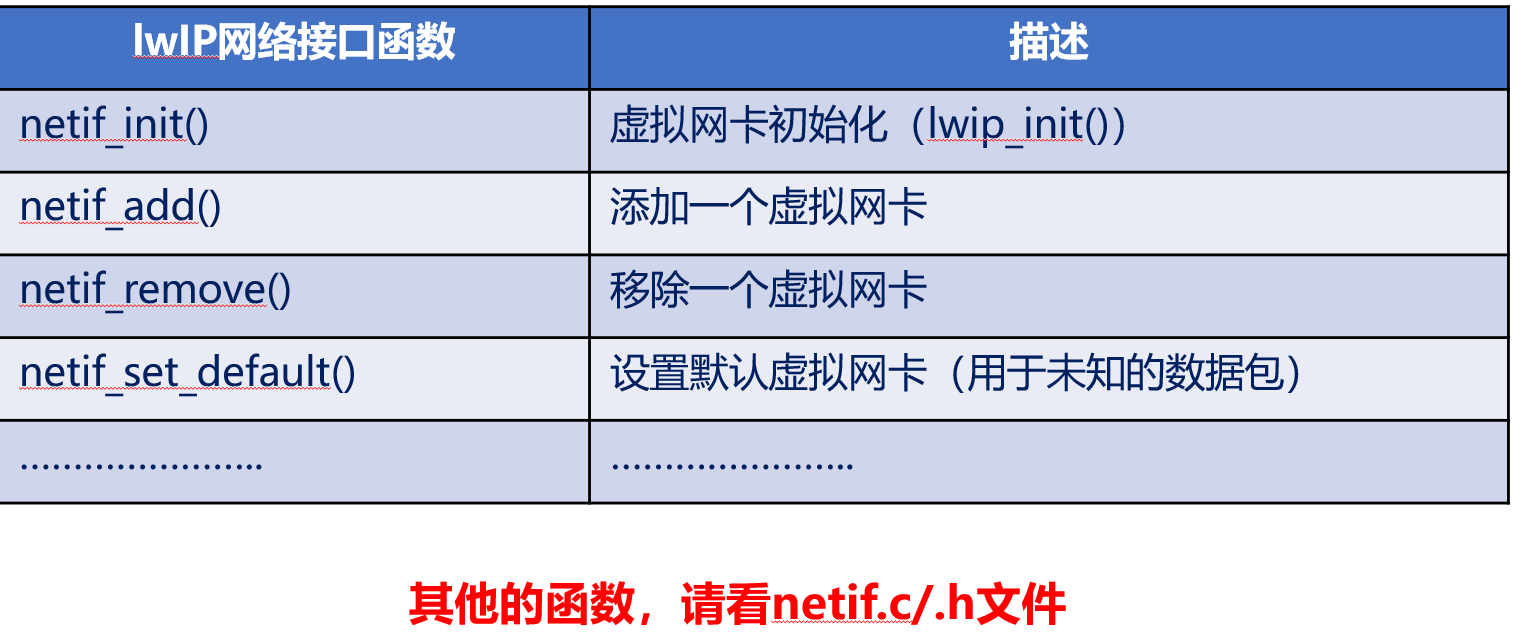 lwIP网络接口函数 描述
netif_init() 虚拟网卡初始化（lwip_init()）
netif_add() 添加一个虚拟网卡
netif_remove() 移除一个虚拟网卡
netif_set_default() 设置默认虚拟网卡（用于未知的数据包）
…………………….. ……………………..
其他的函数，请看netif.c/.h文件